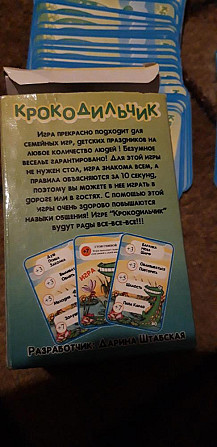 Крокодильчик
Игра прекрасно подходит для
семейных игр, детских праздников на
любое количество людей ! Безумное
веселье гарантировано! Для этой игры
не нужен стол, игра знакома всем, а
правила объясняются за 10 секунд,
поэтому вы можете в нее играть в
дороге или в гостях. С помощью этой
игры очень здорово повышаются
навыки общения! Игре "Крокодильчик"
будут рады все-все-все!!!
ИГРА
Разработчик: Дарина Штавская